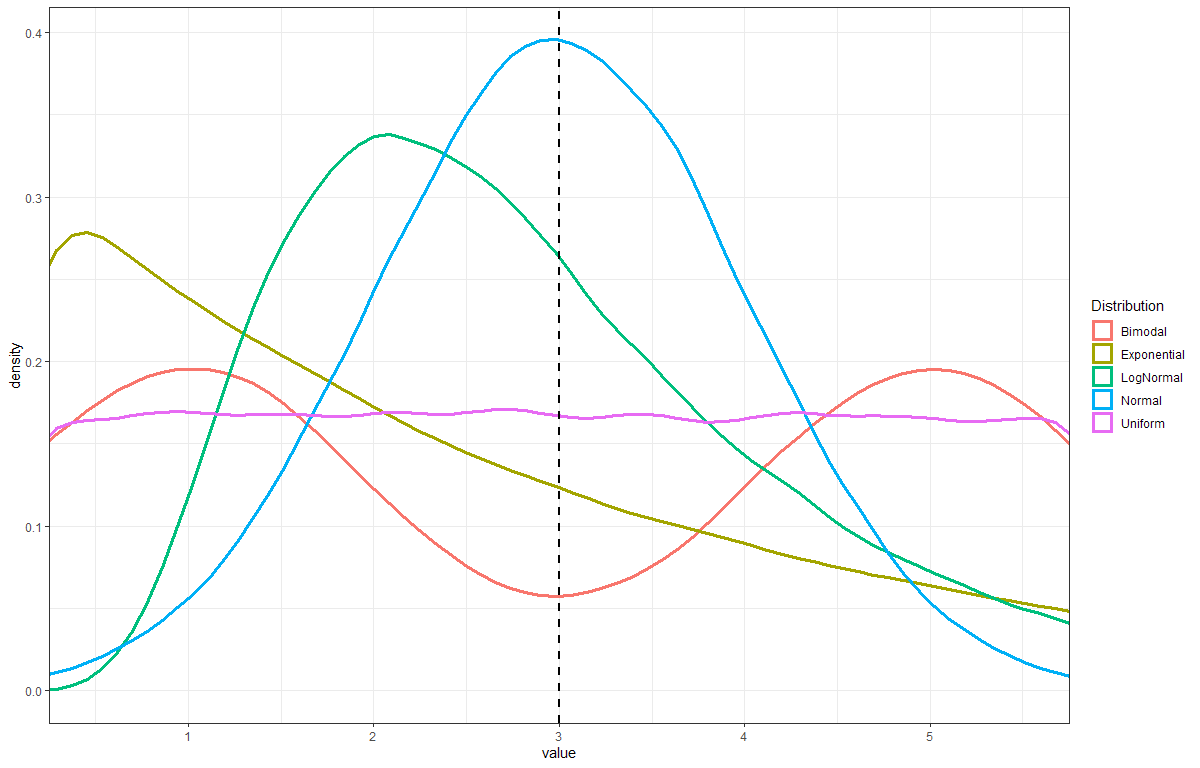 0.4
0.3
0.2
0.1
0.0
density
1 2 3 4 5
value
Distribution
Bimodal
Exponential
LogNormal
Normal
Uniform